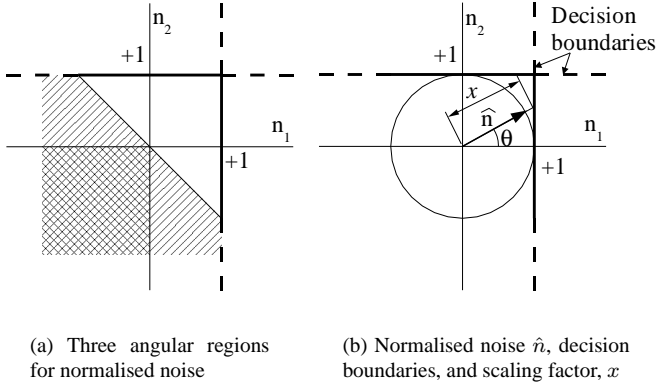 n2
+1
n1
+1
(a) Three angular regions
for normalised noise
n2
Decision
boundaries
+1
x
n̂
θ
n1
+1
(b) Normalised noise n̂, decision
boundaries, and scaling factor, x